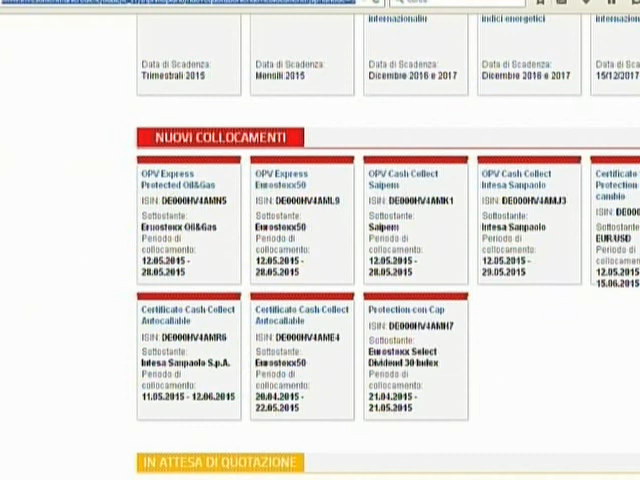 internazionali
indici energetici
Data di Scadenza:
Trimestrali 2015
Data di Scadenza:
Mensili 2015
Data di Scadenza:
Dicembre 2016 e 2017
Data di Scadenza:
Dicembre 2016 e 2017
15/12/2017
NUOVI COLLOCAMENTI
OPV Express
Protected Oil&Gas
ISIN: DE000HV4AMN5
Sottostante:
Eurostoxx Oil&Gas
Periodo di
collocamento:
12.05.2015 -
28.05.2015
OPV Express
Eurostoxx50
ISIN: DE000HV4AML9
Sottostante:
Eurostoxx50
Periodo di
collocamento:
12.05.2015 -
28.05.2015
OPV Cash Collect
Saipem
ISIN: DE000HV4AMK1
Sottostante:
Saipem
Periodo di
collocamento:
12.05.2015 -
28.05.2015
OPV Cash Collect
Intesa Sanpaolo
ISIN: DE000HV4AMJ3
Sottostante:
Intesa Sanpaolo
Periodo di
collocamento:
12.05.2015 -
29.05.2015
Certificate
Protection
cambio
ISIN: DE000
Sottostante
EUR/USD
Periodo di
collocamen
12.05.2015
15.06.2015
Certificato Cash Collect
Autocallable
ISIN: DE000HV4AMR6
Sottostante:
Intesa Sanpaolo S.p.A.
Periodo di
collocamento:
11.05.2015 - 12.06.2015
Certificato Cash Collect
Autocallable
ISIN: DE000HV4AME4
Sottostante:
Eurostoxx50
Periodo di
collocamento:
20.04.2015 -
22.05.2015
Protection con Cap
ISIN: DE000HV4AMH7
Sottostante:
Eurostoxx Select
Dividend 30 Index
Periodo di
collocamento:
21.04.2015 -
21.05.2015
IN ATTESA DI QUOTAZIONE